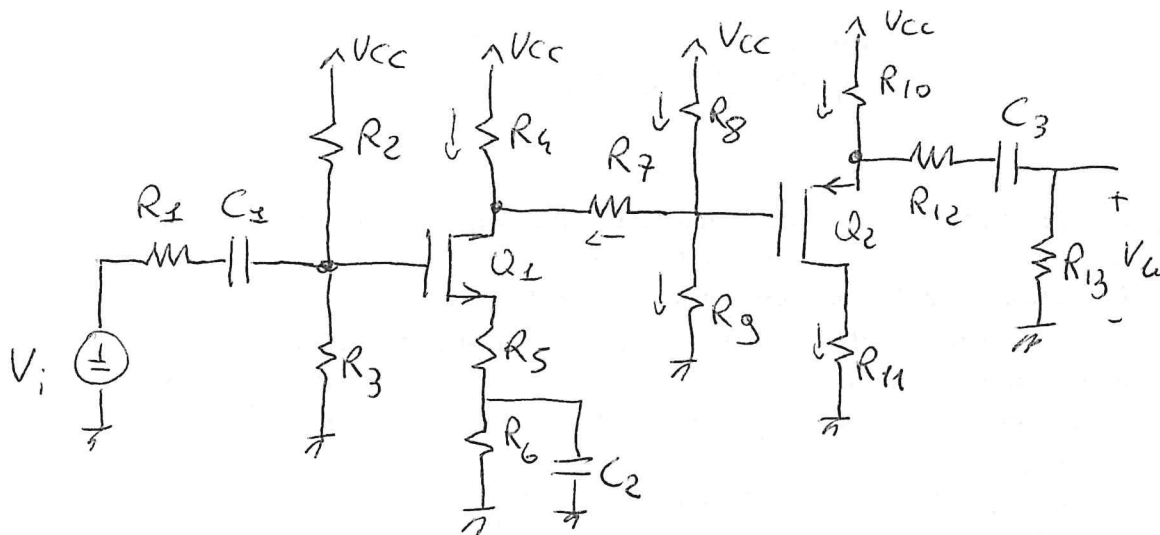 VCC VCC VCC VCC
R2 R4 R8 R10
C3
R7
R1 C1
R12
Q1 Q2
+
R13 Vu
-
Vi
R3
R5
R9
R11
R6
C2